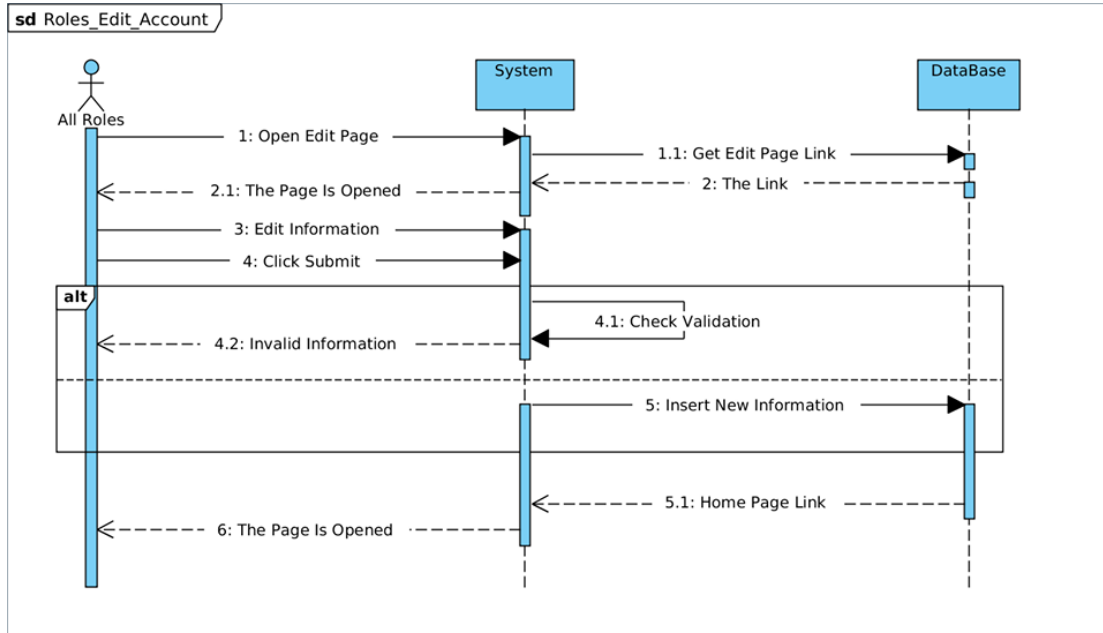 sd Roles_Edit_Account
System
DataBase
All Roles
1: Open Edit Page
1.1: Get Edit Page Link
2: The Link
2.1: The Page Is Opened
3: Edit Information
4: Click Submit
alt
4.1: Check Validation
4.2: Invalid Information
5: Insert New Information
5.1: Home Page Link
6: The Page Is Opened